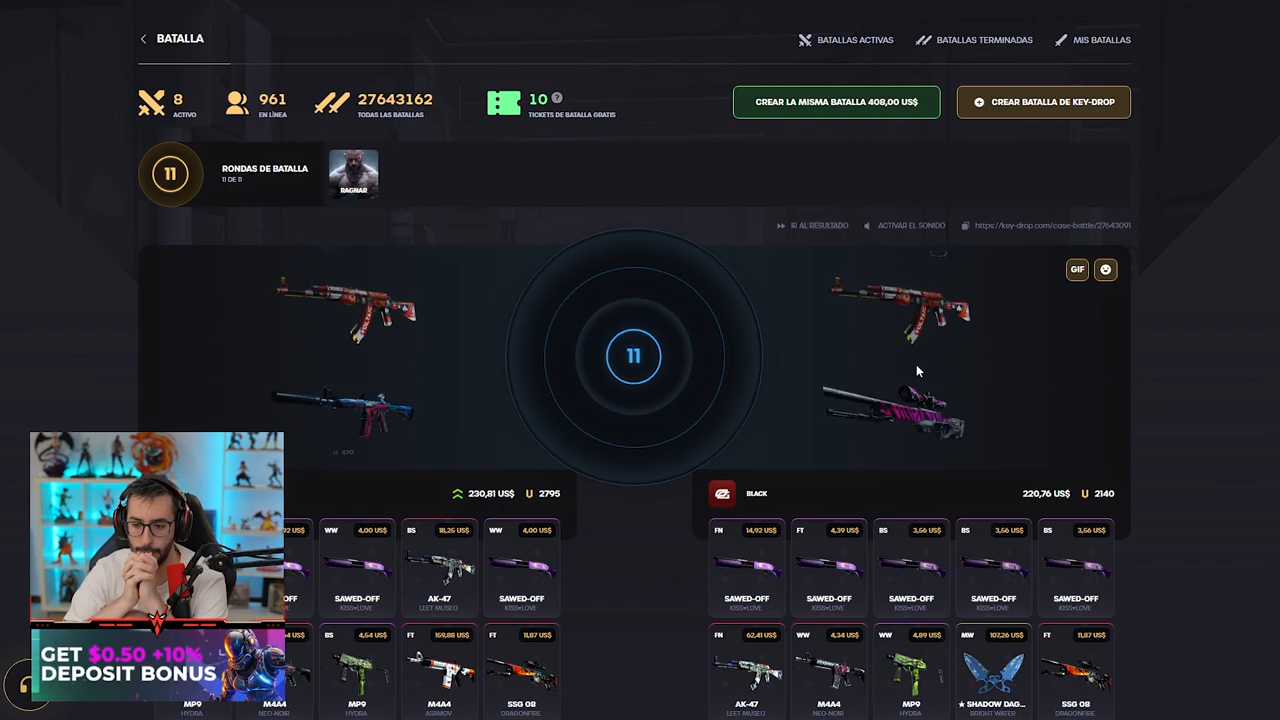 BATALLA
BATALLAS ACTIVAS
BATALLAS TERMINADAS
MIS BATALLAS
8
ACTIVO
961
EN LÍNEA
27643162
TODAS LAS BATALLAS
10
?
TICKETS DE BATALLA GRATIS
CREAR LA MISMA BATALLA 408,00 US$
CREAR BATALLA DE KEY-DROP
11
RONDAS DE BATALLA
11 DE 11
RAGNAR
IR AL RESULTADO
ACTIVAR EL SONIDO
https://key-drop.com/case-battle/27643091
GIF
11
U 470
230,81 US$
U 2795
BLACK
220,76 US$
U 2140
WW 4,00 US$
BS 18,25 US$
WW 4,00 US$
FN 14,92 US$
FT 4,39 US$
BS 3,56 US$
BS 3,56 US$
BS 3,56 US$
SAWED-OFF
AK-47
SAWED-OFF
SAWED-OFF
SAWED-OFF
SAWED-OFF
SAWED-OFF
SAWED-OFF
KISS♥LOVE
LEET MUSEO
KISS♥LOVE
KISS♥LOVE
KISS♥LOVE
KISS♥LOVE
KISS♥LOVE
KISS♥LOVE
BS 4,54 US$
FT 159,88 US$
FT 11,87 US$
FN 62,41 US$
WW 4,34 US$
WW 4,89 US$
MW 107,26 US$
FT 11,87 US$
GET $0.50 +10%
DEPOSIT BONUS
MP9
M4A4
MP9
M4A4
SSG 08
AK-47
M4A4
MP9
★ SHADOW DAG...
SSG 08
HYDRA
NEO-NOIR
HYDRA
ASIIMOV
DRAGONFIRE
LEET MUSEO
NEO-NOIR
HYDRA
BRIGHT WATER
DRAGONFIRE